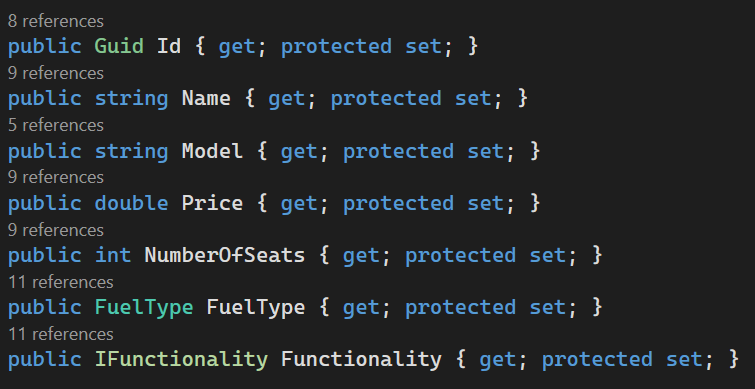 8 references
public Guid Id { get; protected set; }
9 references
public string Name { get; protected set; }
5 references
public string Model { get; protected set; }
9 references
public double Price { get; protected set; }
9 references
public int NumberOfSeats { get; protected set; }
11 references
public FuelType FuelType { get; protected set; }
11 references
public IFunctionality Functionality { get; protected set; }